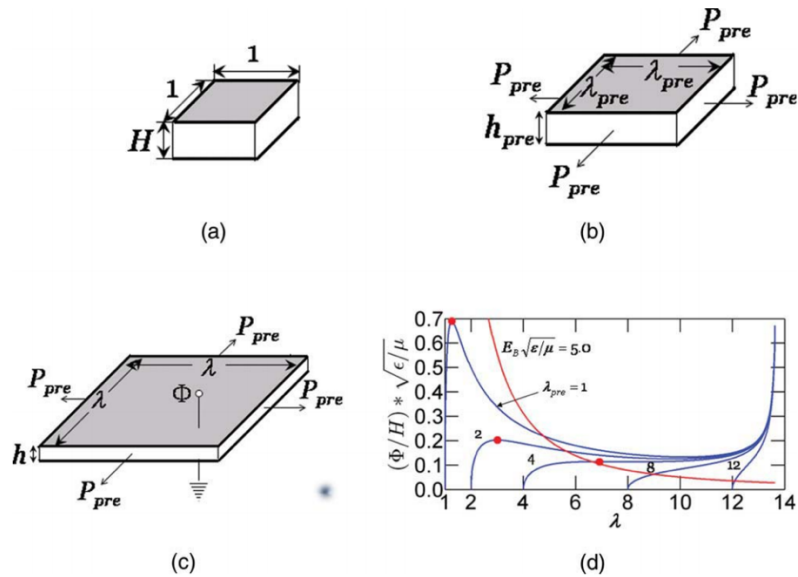 1
1
H
(a)
P_pre
λ_pre
λ_pre
P_pre
P_pre
h_pre
P_pre
(b)
P_pre
λ
P_pre
Φ
λ
P_pre
h
P_pre
(c)
(Φ/H) * √ϵ/μ
0.7
0.6
0.5
0.4
0.3
0.2
0.1
0.0
E_B√ε/μ = 5.0
λ_pre = 1
2
4
8
12
1 2 4 6 8 10 12 14
λ
(d)